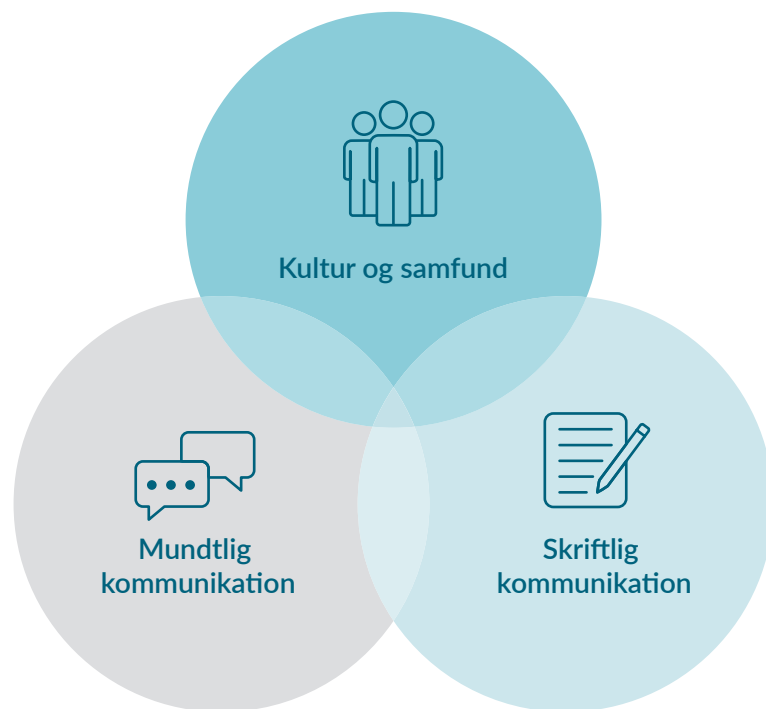 Kultur og samfund
Mundtlig
kommunikation
Skriftlig
kommunikation